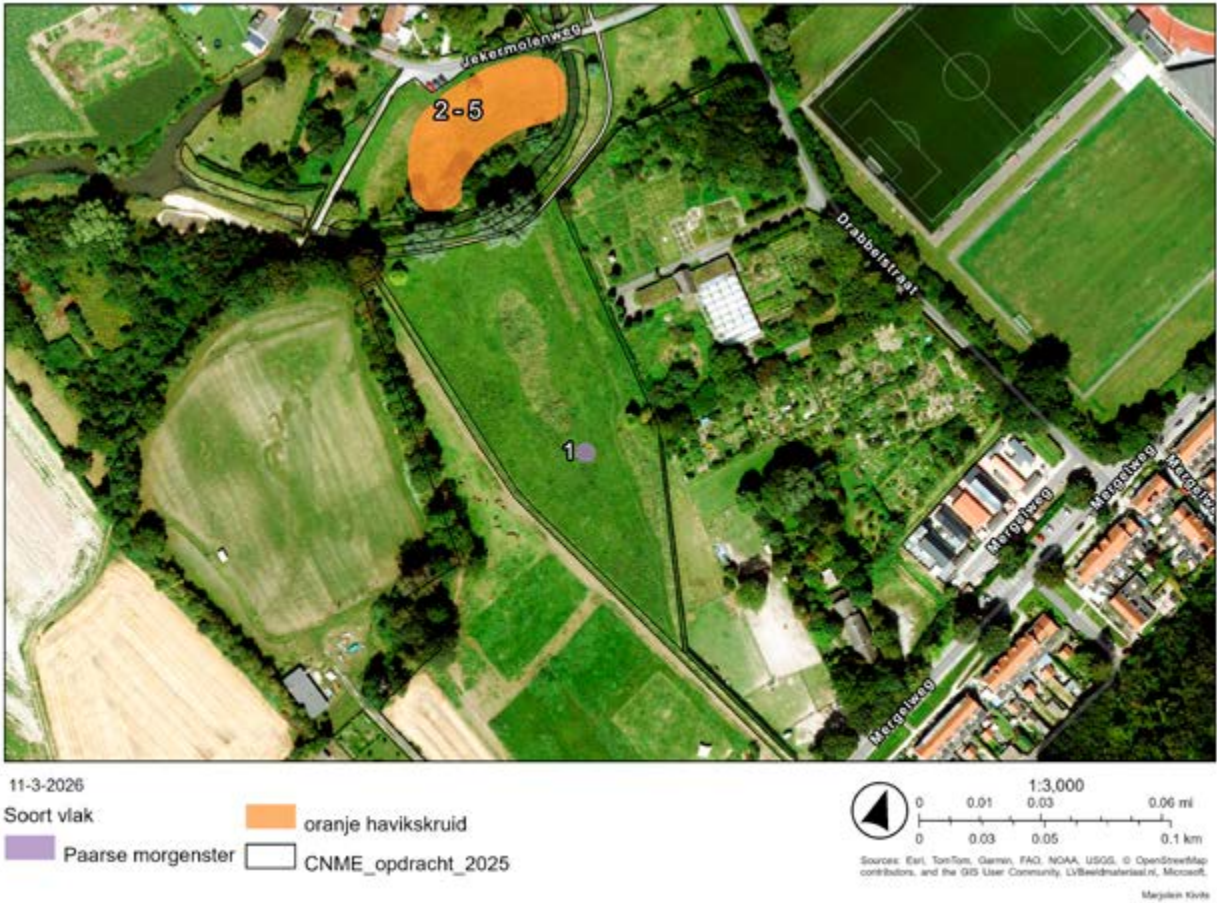 Jekermolenweg
2 - 5
Drabbelstraat
1
Mergelweg
Mergelweg
Mergelweg
Mergelweg
11-3-2026
Soort vlak
Paarse morgenster
oranje havikskruid
CNME_opdracht_2025
1:3,000
0 0.01 0.03 0.06 mi
0 0.03 0.05 0.1 km
Sources: Esri, TomTom, Garmin, FAO, NOAA, USGS, © OpenStreetMap
contributors, and the GIS User Community, LVBeeldmateriaal.nl, Microsoft,
Marjolein Kivits